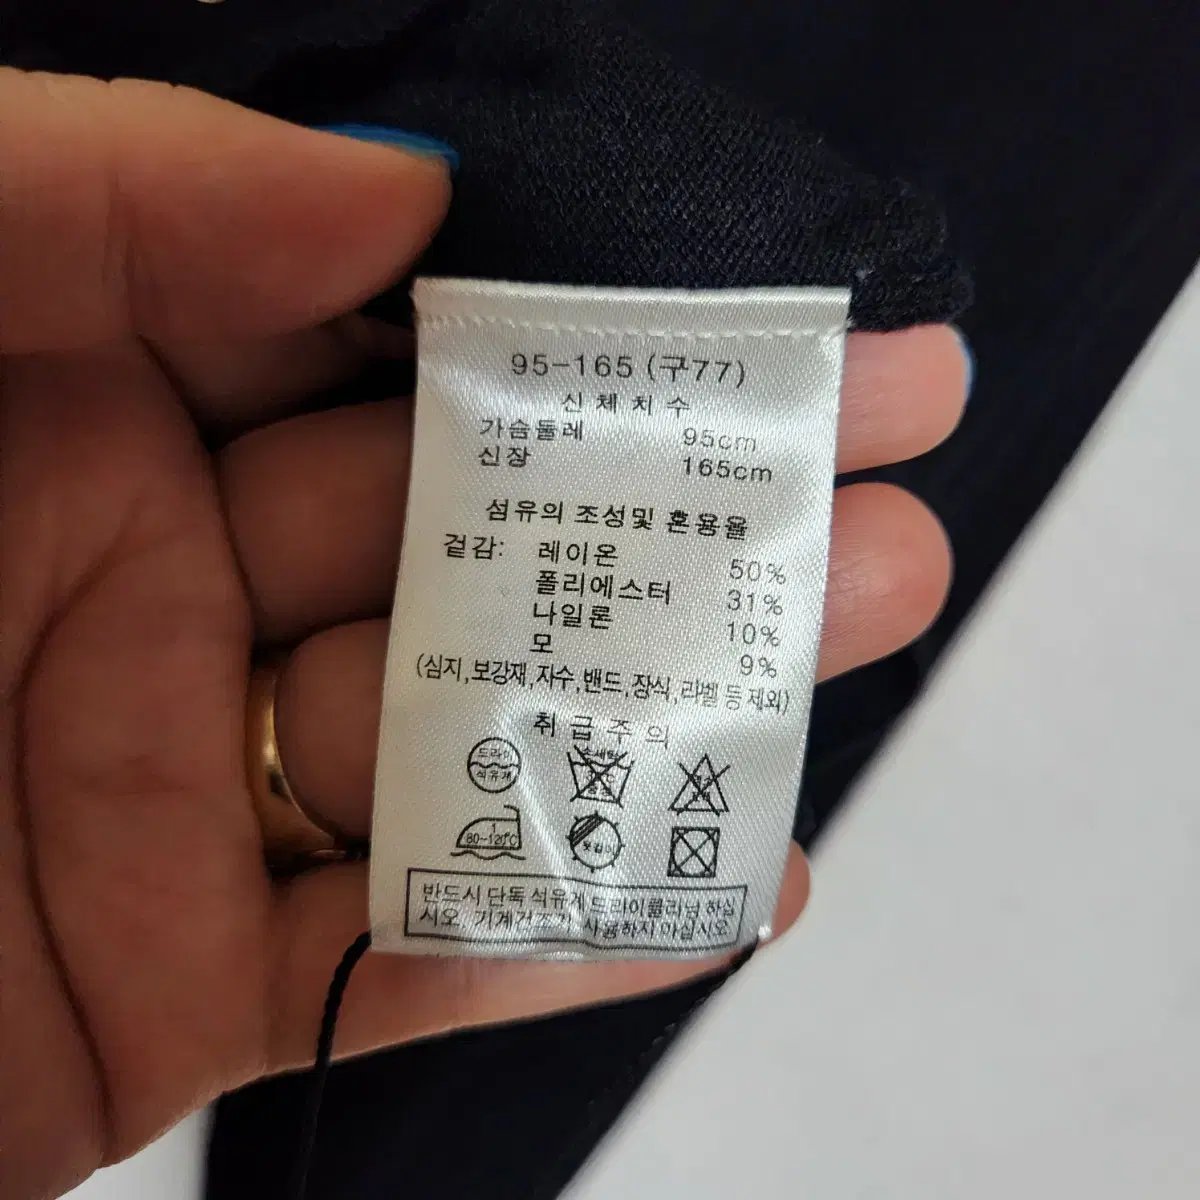 95-165 (구77)
신체치수
가슴둘레 95cm
신장 165cm
섬유의 조성및 혼용율
겉감: 레이온 50%
폴리에스터 31%
나일론 10%
모 9%
(심지,보강재,자수,밴드,장식,라벨 등 제외)
취급주의
드라이
석유계
80~120℃
옷걸이
반드시 단독 석유계 드라이클리닝 하십
시오. 기계건조기 사용하지 마십시오